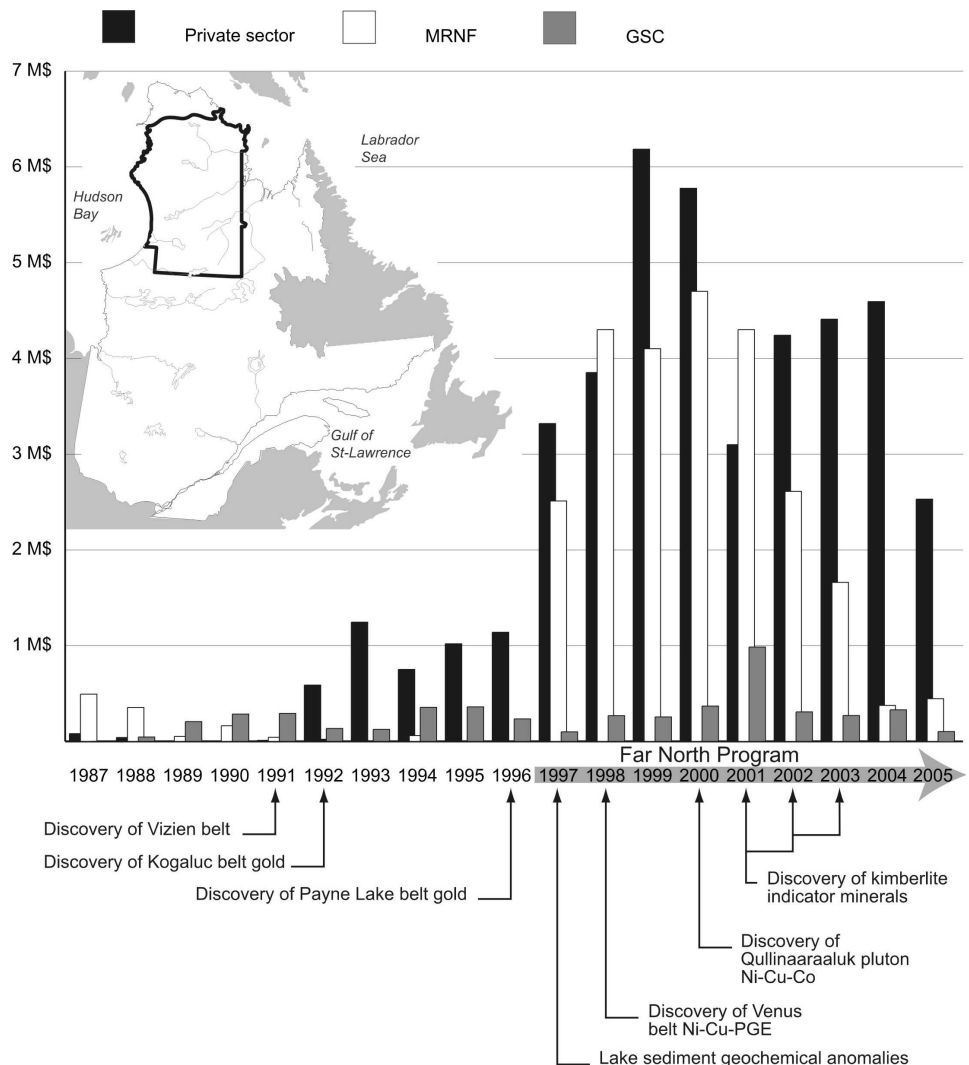 Private sector
MRNF
GSC
7 M$
6 M$
5 M$
4 M$
3 M$
2 M$
1 M$
Labrador
Sea
Hudson
Bay
Gulf of
St-Lawrence
Far North Program
1987 1988 1989 1990 1991 1992 1993 1994 1995 1996 1997 1998 1999 2000 2001 2002 2003 2004 2005
Discovery of Vizien belt
Discovery of Kogaluc belt gold
Discovery of Payne Lake belt gold
Discovery of kimberlite
indicator minerals
Discovery of
Qullinaaraaluk pluton
Ni-Cu-Co
Discovery of Venus
belt Ni-Cu-PGE
Lake sediment geochemical anomalies